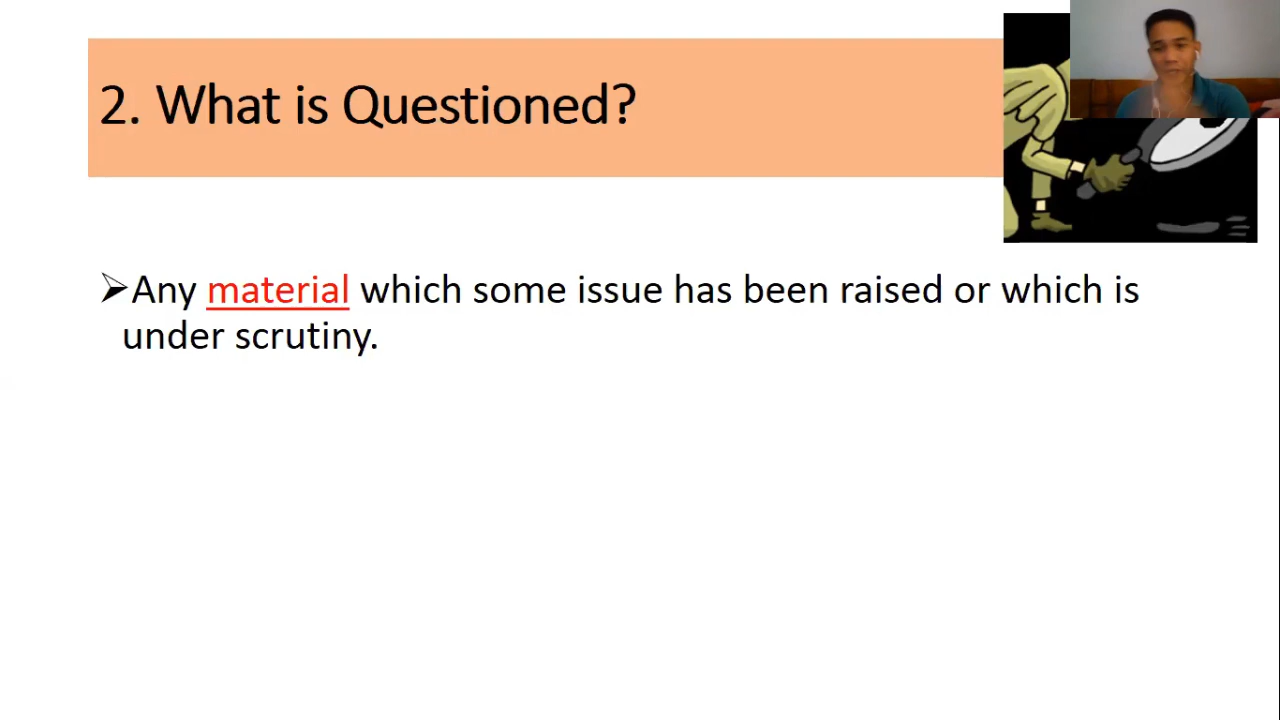 2. What is Questioned?
➢Any material which some issue has been raised or which is
under scrutiny.